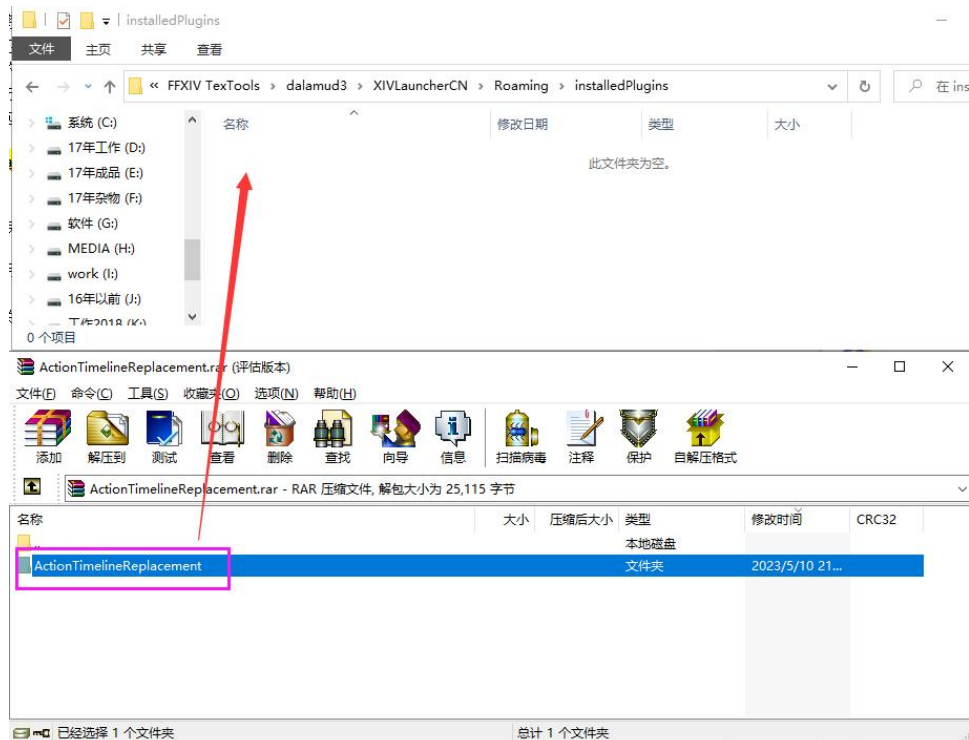 installedPlugins
文件 主页 共享 查看
« FFXIV TexTools › dalamud3 › XIVLauncherCN › Roaming › installedPlugins
在 ins
名称 修改日期 类型 大小
此文件夹为空。
系统 (C:)
17年工作 (D:)
17年成品 (E:)
17年杂物 (F:)
软件 (G:)
MEDIA (H:)
work (I:)
16年以前 (J:)
工作2018 (K:)
0 个项目
ActionTimelineReplacement.rar (评估版本)
文件(F) 命令(C) 工具(S) 收藏夹(O) 选项(N) 帮助(H)
添加 解压到 测试 查看 删除 查找 向导 信息 扫描病毒 注释 保护 自解压格式
ActionTimelineReplacement.rar - RAR 压缩文件, 解包大小为 25,115 字节
名称 大小 压缩后大小 类型 修改时间 CRC32
.. 本地磁盘
ActionTimelineReplacement 文件夹 2023/5/10 21...
已经选择 1 个文件夹 总计 1 个文件夹